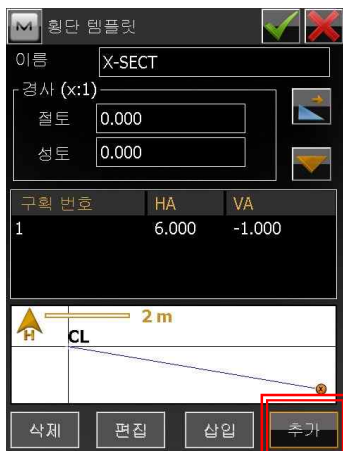 횡단 템플릿
이름 X-SECT
경사 (x:1)
절토 0.000
성토 0.000
구획 번호 HA VA
1 6.000 -1.000
H 2 m
CL
삭제 편집 삽입 추가